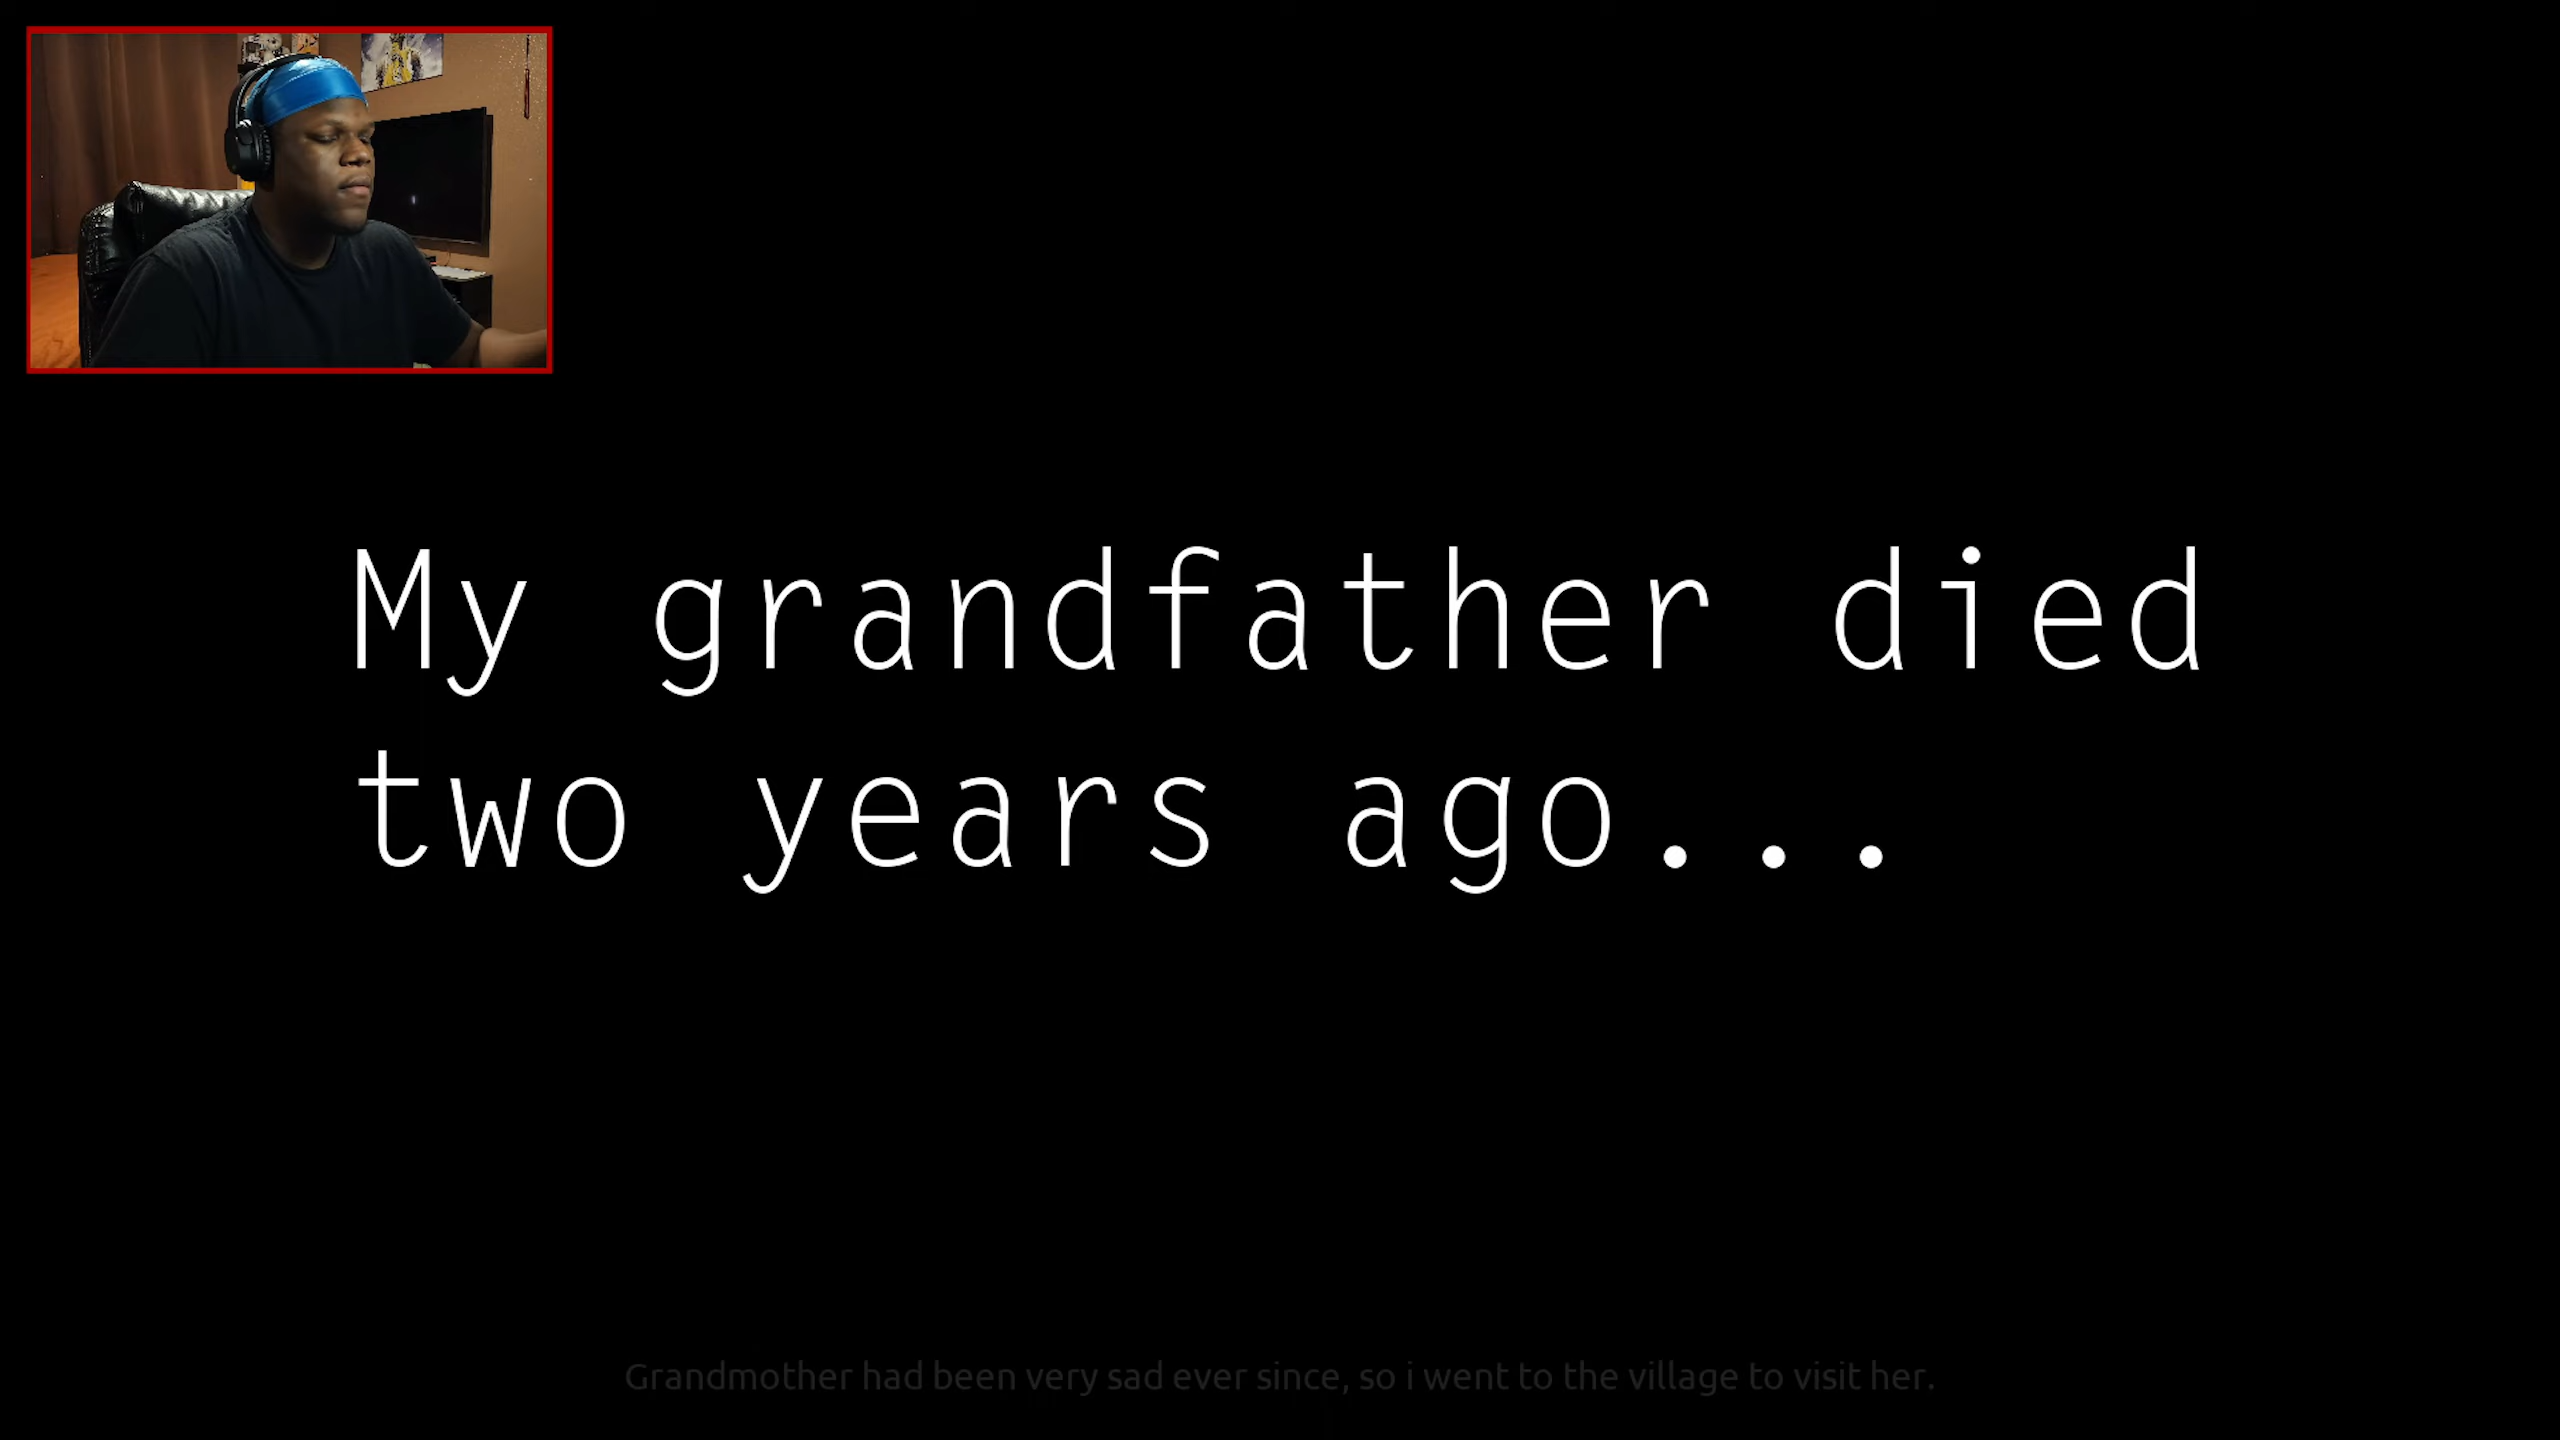 My grandfather died
two years ago...
Grandmother had been very sad ever since, so i went to the village to visit her.